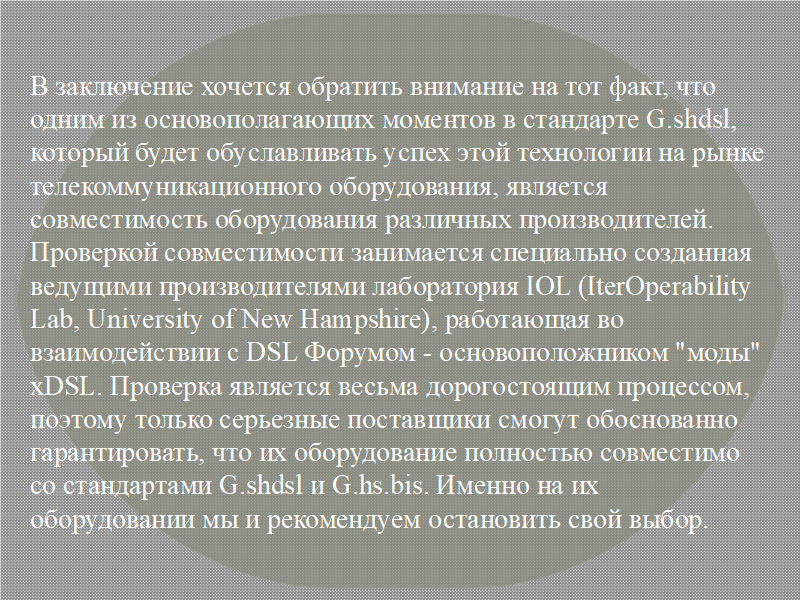 В заключение хочется обратить внимание на тот факт, что
одним из основополагающих моментов в стандарте G.shdsl,
который будет обуславливать успех этой технологии на рынке
телекоммуникационного оборудования, является
совместимость оборудования различных производителей.
Проверкой совместимости занимается специально созданная
ведущими производителями лаборатория IOL (IterOperability
Lab, University of New Hampshire), работающая во
взаимодействии с DSL Форумом - основоположником "моды"
xDSL. Проверка является весьма дорогостоящим процессом,
поэтому только серьезные поставщики смогут обоснованно
гарантировать, что их оборудование полностью совместимо
со стандартами G.shdsl и G.hs.bis. Именно на их
оборудовании мы и рекомендуем остановить свой выбор.